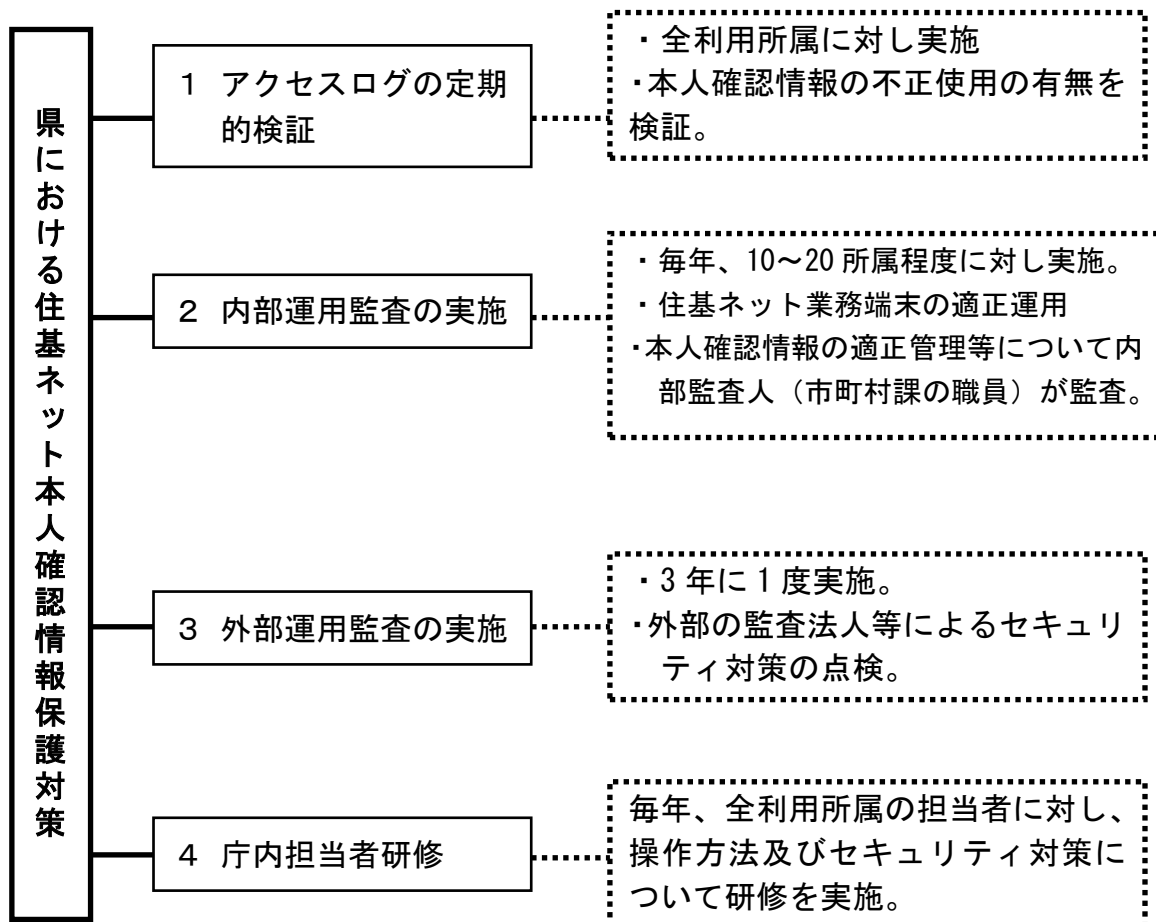 県における住基ネット本人確認情報保護対策
1 アクセスログの定期
的検証
・全利用所属に対し実施
・本人確認情報の不正使用の有無を
検証。
2 内部運用監査の実施
・毎年、10～20 所属程度に対し実施。
・住基ネット業務端末の適正運用
・本人確認情報の適正管理等について内
部監査人（市町村課の職員）が監査。
3 外部運用監査の実施
・3 年に 1 度実施。
・外部の監査法人等によるセキュリ
ティ対策の点検。
4 庁内担当者研修
毎年、全利用所属の担当者に対し、
操作方法及びセキュリティ対策に
ついて研修を実施。